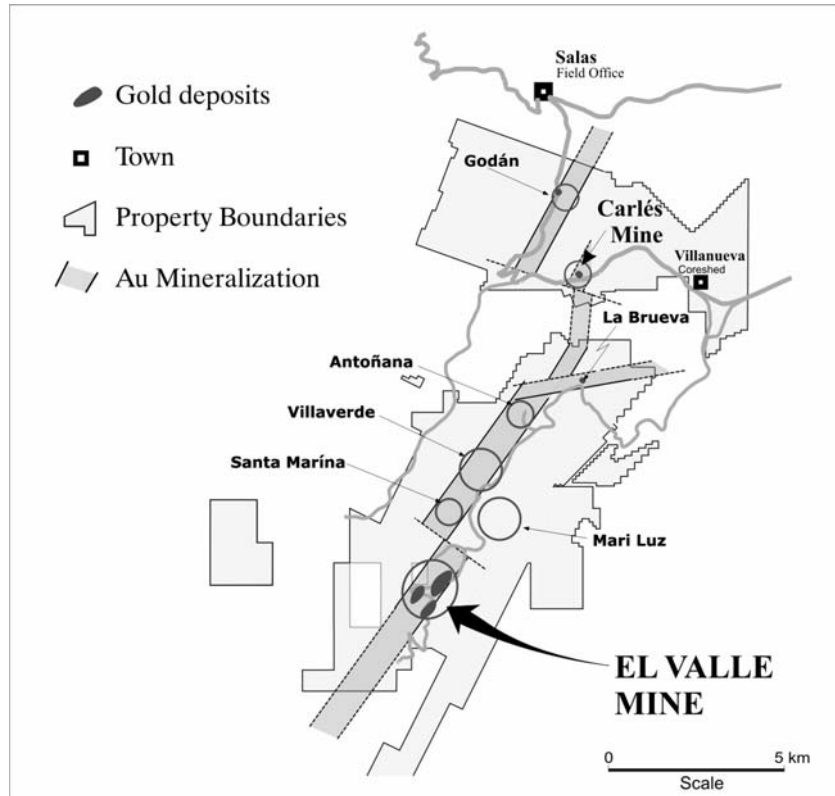 Salas
Field Office
Gold deposits
Town
Property Boundaries
Au Mineralization
Godán
Carlés
Mine
Villanueva
Coreshed
La Brueva
Antoñana
Villaverde
Santa Marína
Mari Luz
EL VALLE
MINE
0 5 km
Scale